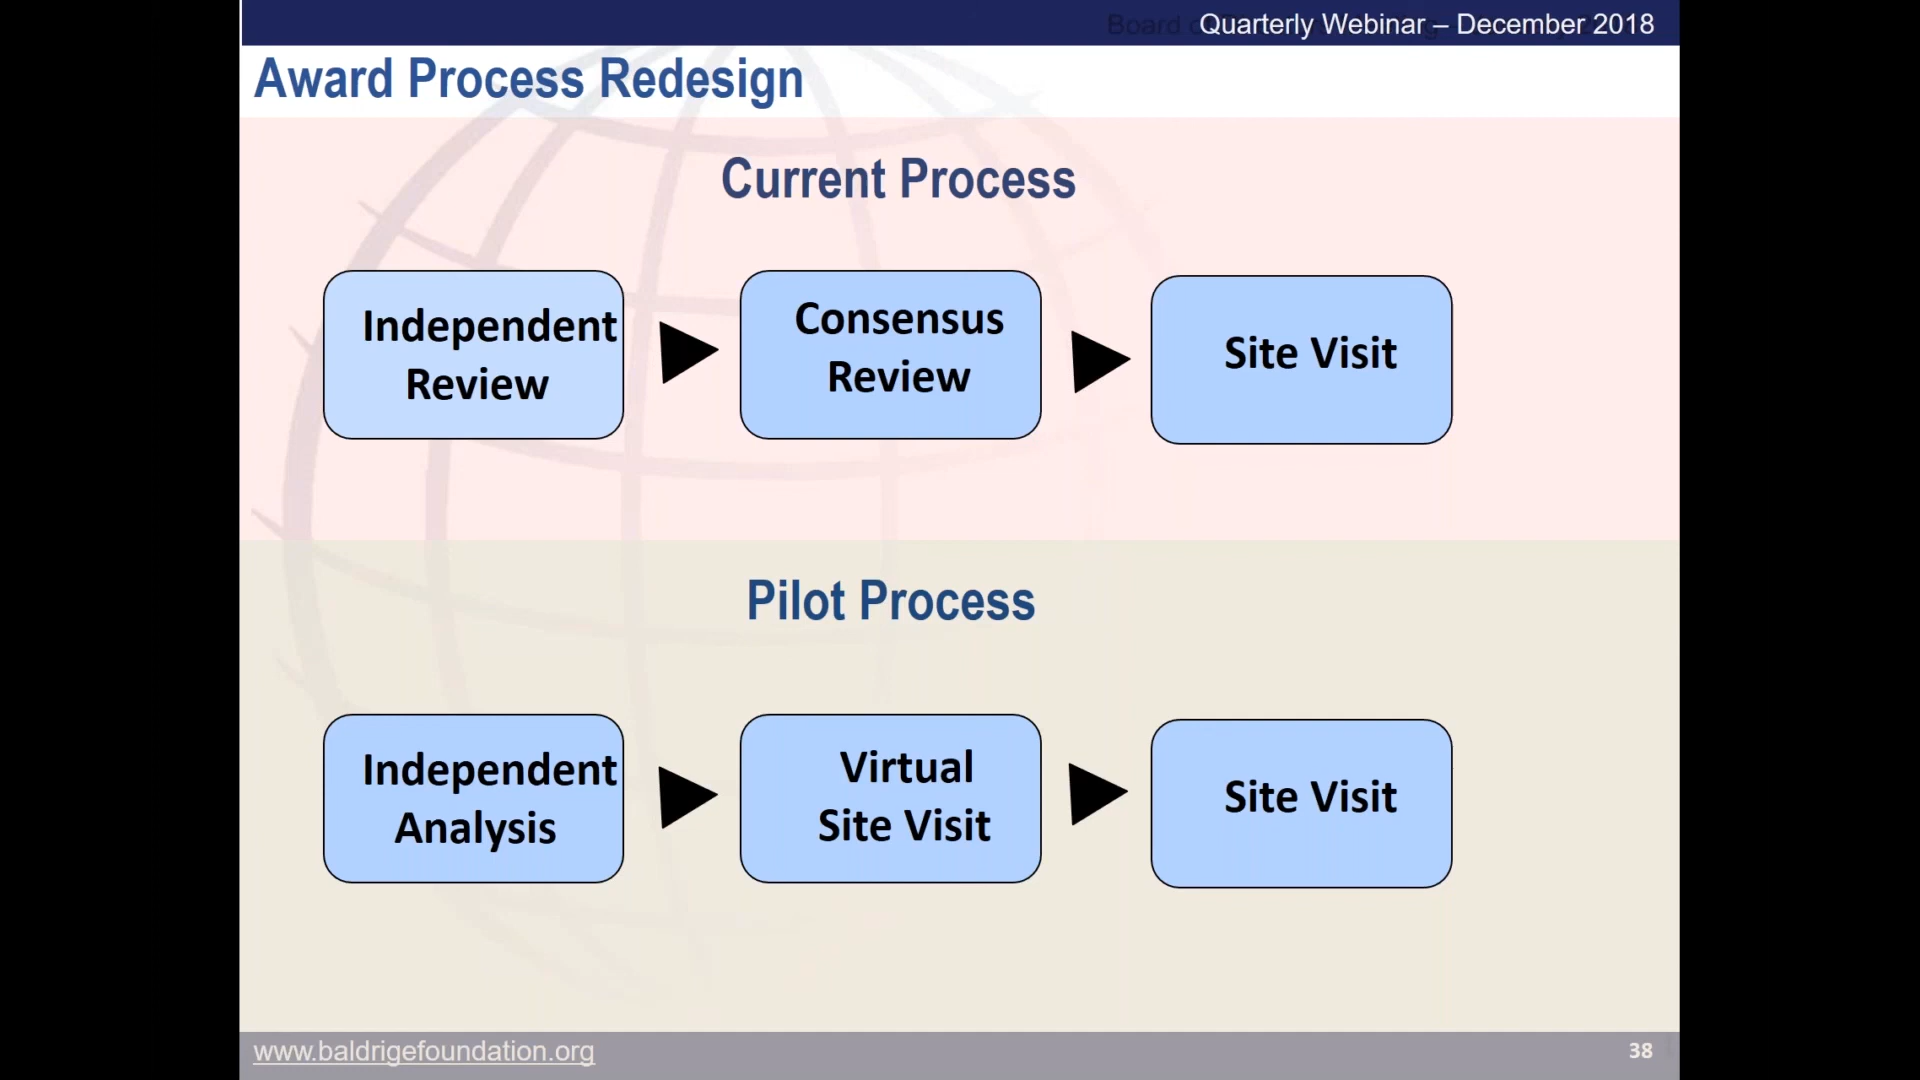 Quarterly Webinar – December 2018
Award Process Redesign
Current Process
Independent
Review
Consensus
Review
Site Visit
Pilot Process
Independent
Analysis
Virtual
Site Visit
Site Visit
www.baldrigefoundation.org
38